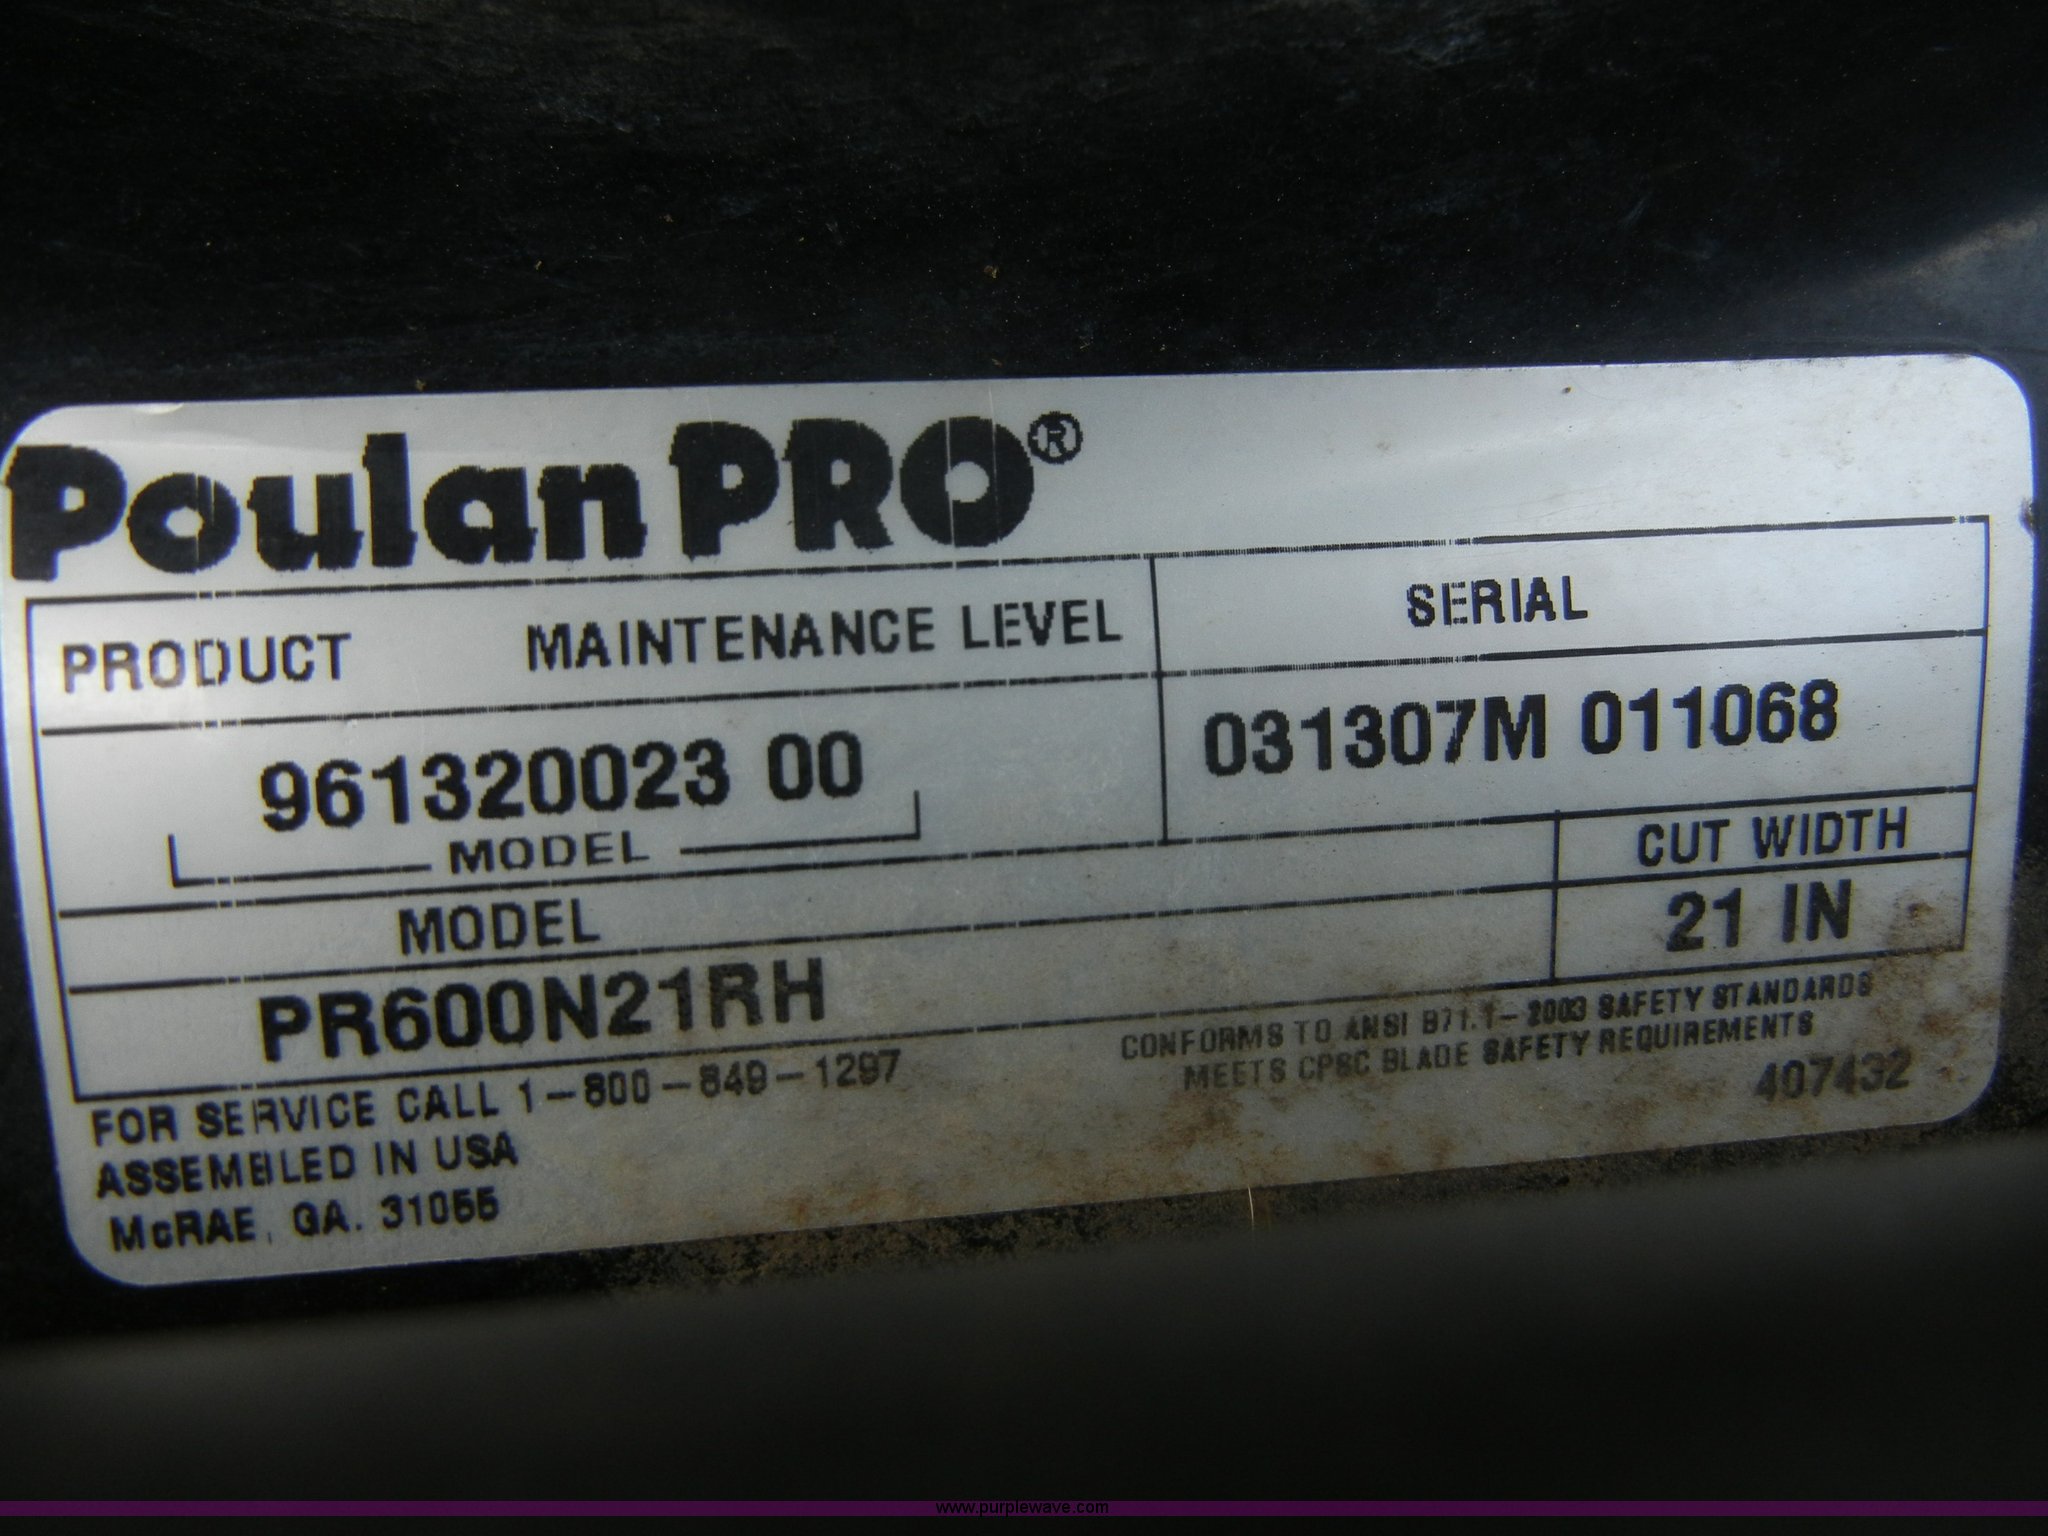 Poulan PRO®
PRODUCT MAINTENANCE LEVEL SERIAL
961320023 00 031307M 011068
MODEL
MODEL CUT WIDTH
PR600N21RH 21 IN
FOR SERVICE CALL 1-800-849-1297
CONFORMS TO ANSI B71.1-2003 SAFETY STANDARDS
MEETS CPSC BLADE SAFETY REQUIREMENTS
407432
ASSEMBLED IN USA
McRAE, GA. 31055
www.purplewave.com